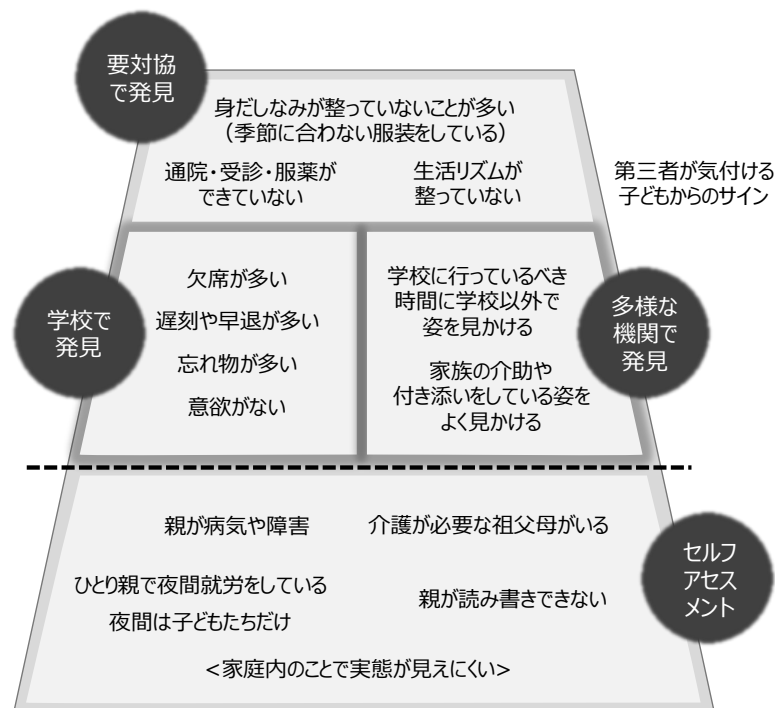 要対協
で発見
身だしなみが整っていないことが多い
（季節に合わない服装をしている）
通院・受診・服薬が
できていない
生活リズムが
整っていない
第三者が気付ける
子どもからのサイン
学校で
発見
欠席が多い
遅刻や早退が多い
忘れ物が多い
意欲がない
学校に行っているべき
時間に学校以外で
姿を見かける
家族の介助や
付き添いをしている姿を
よく見かける
多様な
機関で
発見
親が病気や障害
介護が必要な祖父母がいる
ひとり親で夜間就労をしている
夜間は子どもたちだけ
親が読み書きできない
<家庭内のことで実態が見えにくい>
セルフ
アセス
メント